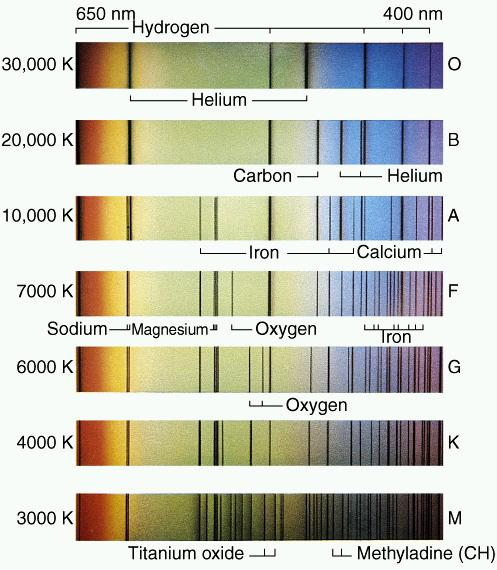 650 nm 400 nm
Hydrogen
30,000 K O
Helium
20,000 K B
Carbon Helium
10,000 K A
Iron Calcium
7000 K F
Sodium Magnesium Oxygen Iron
6000 K G
Oxygen
4000 K K
3000 K M
Titanium oxide Methyladine (CH)